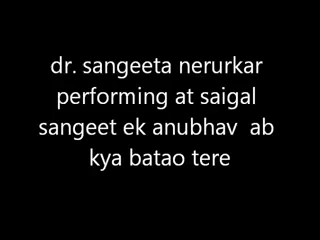 dr. sangeeta nerurkar
performing at saigal
sangeet ek anubhav  ab
kya batao tere